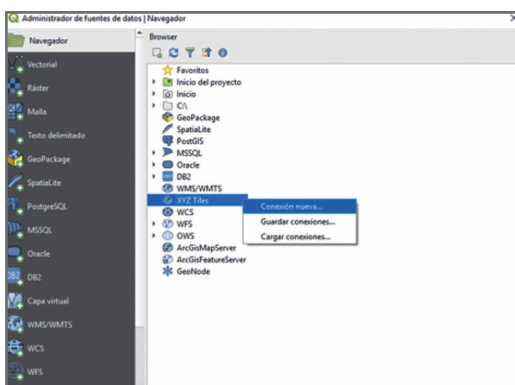 Administrador de fuentes de datos | Navegador
Navegador
Vectorial
Ráster
Malla
Texto delimitado
GeoPackage
SpatiaLite
PostgreSQL
MSSQL
Oracle
DB2
Capa virtual
WMS/WMTS
WCS
WFS
Browser
Favoritos
Inicio del proyecto
Inicio
C:\
GeoPackage
SpatiaLite
PostGIS
MSSQL
Oracle
DB2
WMS/WMTS
XYZ Tiles
WCS
WFS
OWS
ArcGisMapServer
ArcGisFeatureServer
GeoNode
Conexión nueva...
Guardar conexiones...
Cargar conexiones...